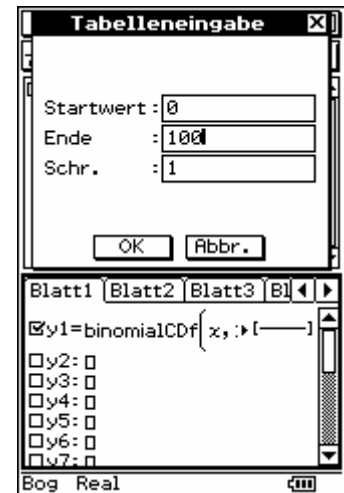 Tabelleneingabe
Startwert:0
Ende :100
Schr. :1
OK Abbr.
Blatt1 Blatt2 Blatt3 Bl
y1=binomialCDf(x,
y2:
y3:
y4:
y5:
y6:
y7:
Bog Real